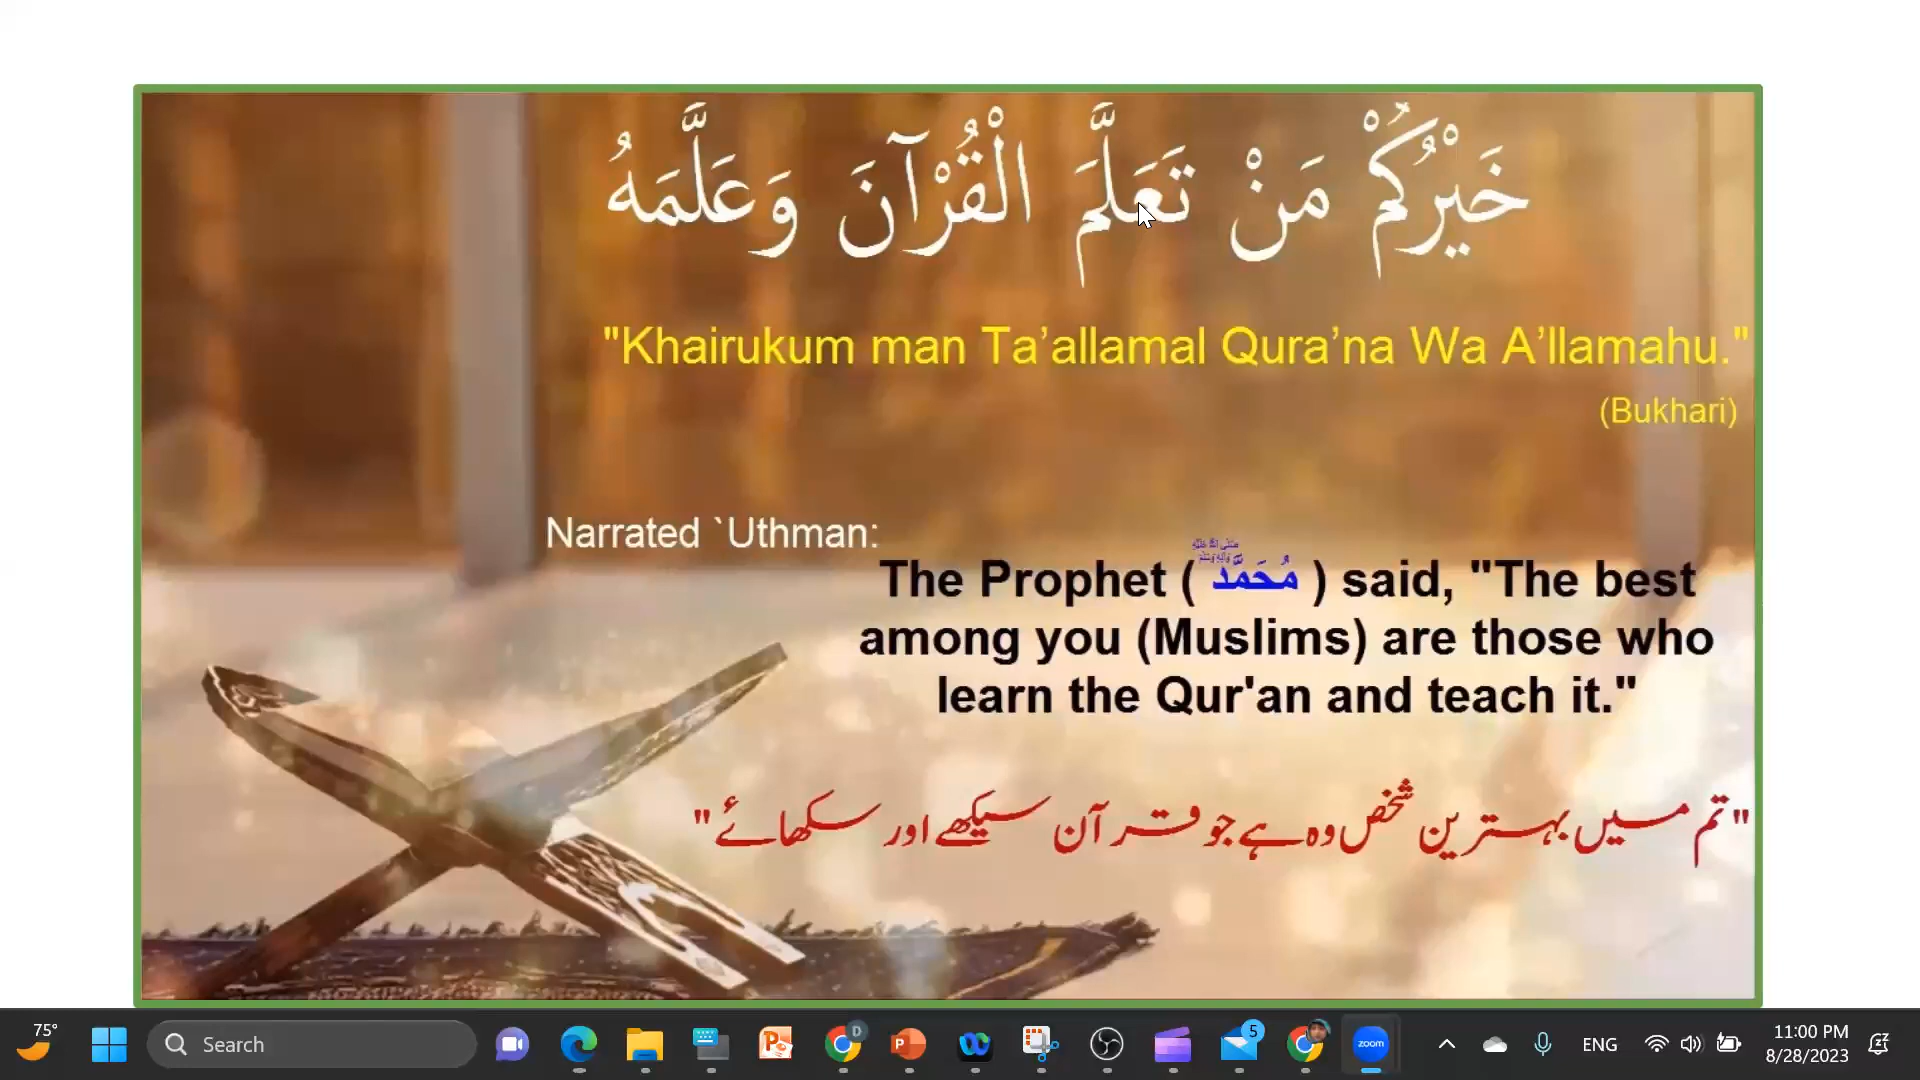 خَيْرُكُمْ مَنْ تَعَلَّمَ الْقُرْآنَ وَعَلَّمَهُ
"Khairukum man Ta’allamal Qura’na Wa A’llamahu."
(Bukhari)
Narrated `Uthman:
The Prophet ( مُحَمَّدٌ ) said, "The best
among you (Muslims) are those who
learn the Qur'an and teach it."
"تم میں بہترین شخص وہ ہے جو قرآن سیکھے اور سکھائے"
75°
Search
D
5
zoom
ENG
11:00 PM
8/28/2023